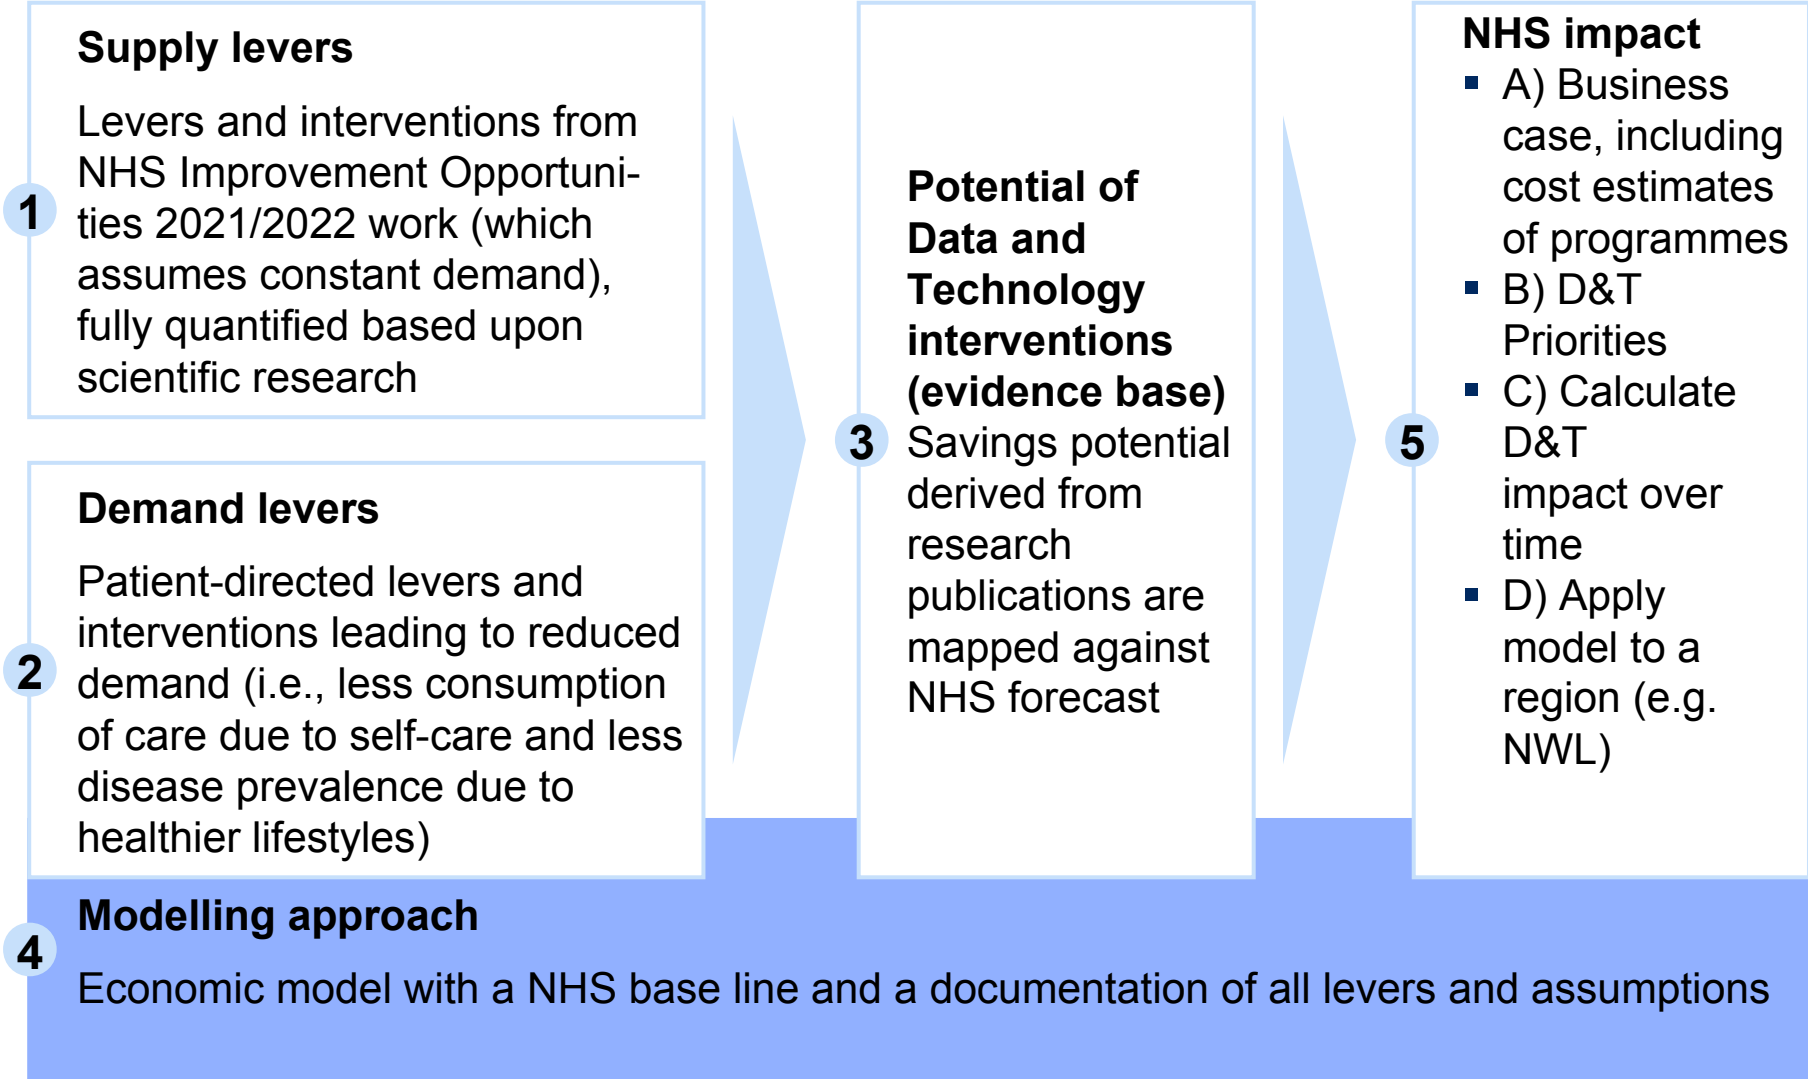 1
Supply levers
Levers and interventions from
NHS Improvement Opportuni-
ties 2021/2022 work (which
assumes constant demand),
fully quantified based upon
scientific research
2
Demand levers
Patient-directed levers and
interventions leading to reduced
demand (i.e., less consumption
of care due to self-care and less
disease prevalence due to
healthier lifestyles)
3
Potential of
Data and
Technology
interventions
(evidence base)
Savings potential
derived from
research
publications are
mapped against
NHS forecast
4
Modelling approach
Economic model with a NHS base line and a documentation of all levers and assumptions
5
NHS impact
▪ A) Business
case, including
cost estimates
of programmes
▪ B) D&T
Priorities
▪ C) Calculate
D&T
impact over
time
▪ D) Apply
model to a
region (e.g.
NWL)